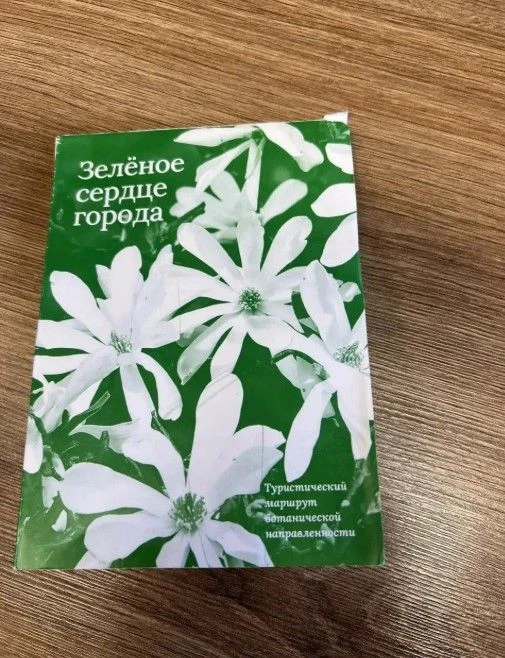 Зелёное
сердце
города
Туристический
маршрут
ботанической
направленности